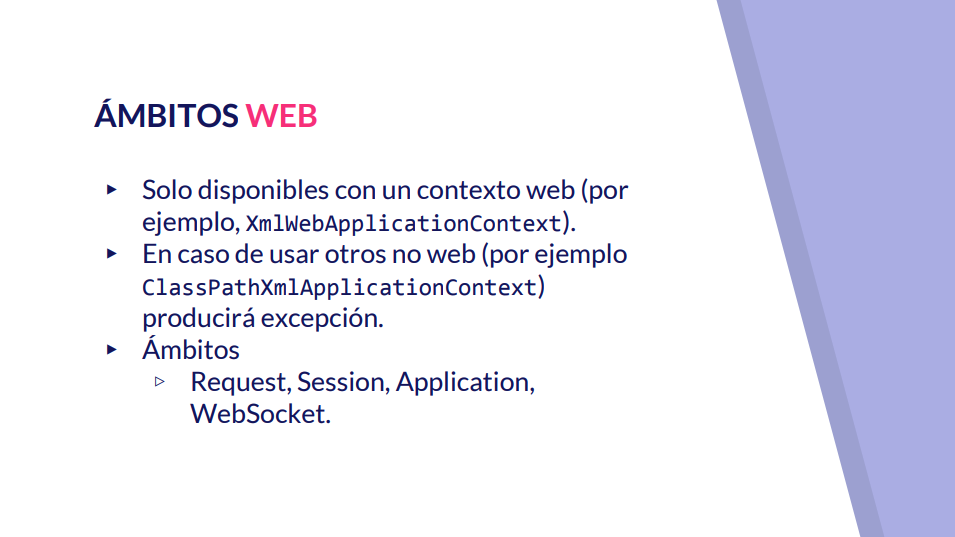 ÁMBITOS WEB
▸ Solo disponibles con un contexto web (por
ejemplo, XmlWebApplicationContext).
▸ En caso de usar otros no web (por ejemplo
ClassPathXmlApplicationContext)
producirá excepción.
▸ Ámbitos
▹ Request, Session, Application,
WebSocket.